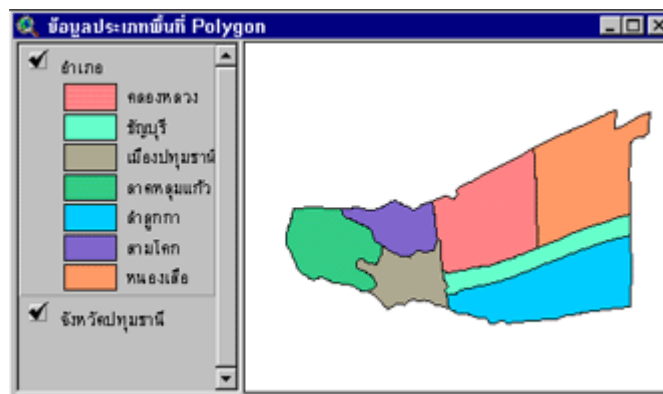 ข้อมูลประเภทพื้นที่ Polygon
อำเภอ
คลองหลวง
ธัญบุรี
เมืองปทุมธานี
ลาดหลุมแก้ว
ลำลูกกา
สามโคก
หนองเสือ
จังหวัดปทุมธานี